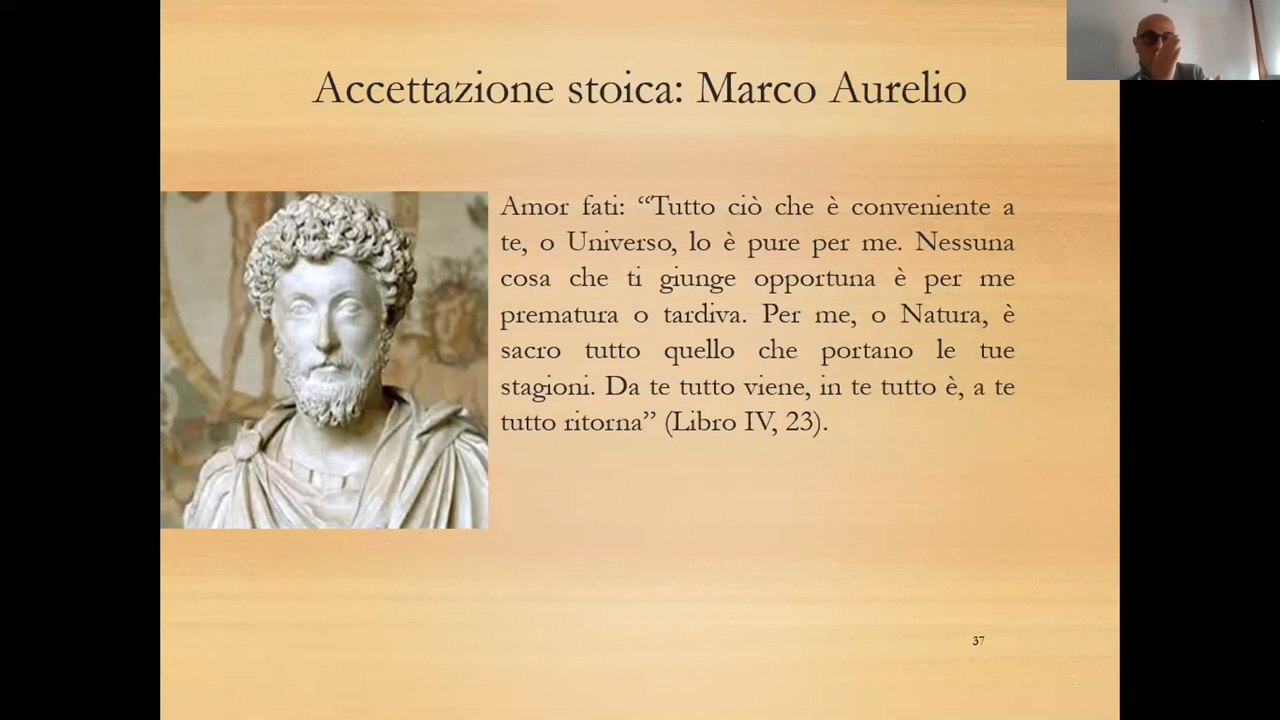 Accettazione stoica: Marco Aurelio
Amor fati: “Tutto ciò che è conveniente a
te, o Universo, lo è pure per me. Nessuna
cosa che ti giunge opportuna è per me
prematura o tardiva. Per me, o Natura, è
sacro tutto quello che portano le tue
stagioni. Da te tutto viene, in te tutto è, a te
tutto ritorna” (Libro IV, 23).
37